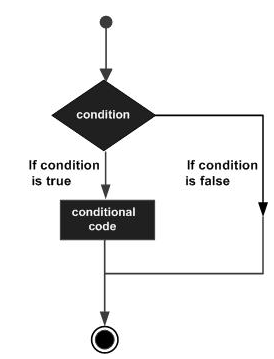 condition
If condition
is true
If condition
is false
conditional
code